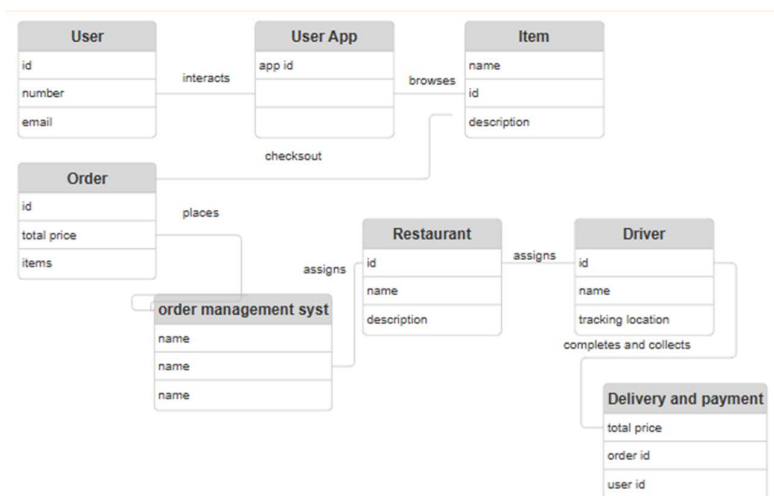 User
id
number
email
interacts
User App
app id
browses
Item
name
id
description
checksout
Order
id
total price
items
places
order management syst
name
name
name
assigns
Restaurant
id
name
description
assigns
Driver
id
name
tracking location
completes and collects
Delivery and payment
total price
order id
user id